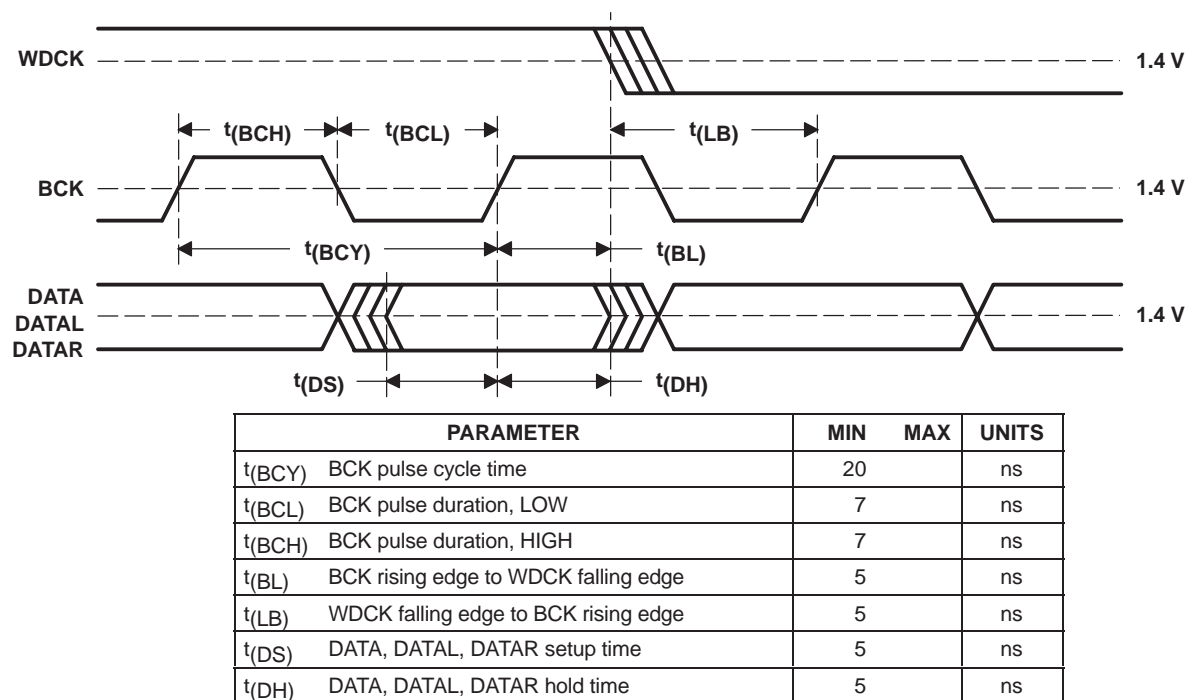 WDCK
1.4 V
t(BCH)
t(BCL)
t(LB)
BCK
1.4 V
t(BCY)
t(BL)
DATA
DATAL
DATAR
1.4 V
t(DS)
t(DH)
PARAMETER MIN MAX UNITS
t(BCY) BCK pulse cycle time 20 ns
t(BCL) BCK pulse duration, LOW 7 ns
t(BCH) BCK pulse duration, HIGH 7 ns
t(BL) BCK rising edge to WDCK falling edge 5 ns
t(LB) WDCK falling edge to BCK rising edge 5 ns
t(DS) DATA, DATAL, DATAR setup time 5 ns
t(DH) DATA, DATAL, DATAR hold time 5 ns